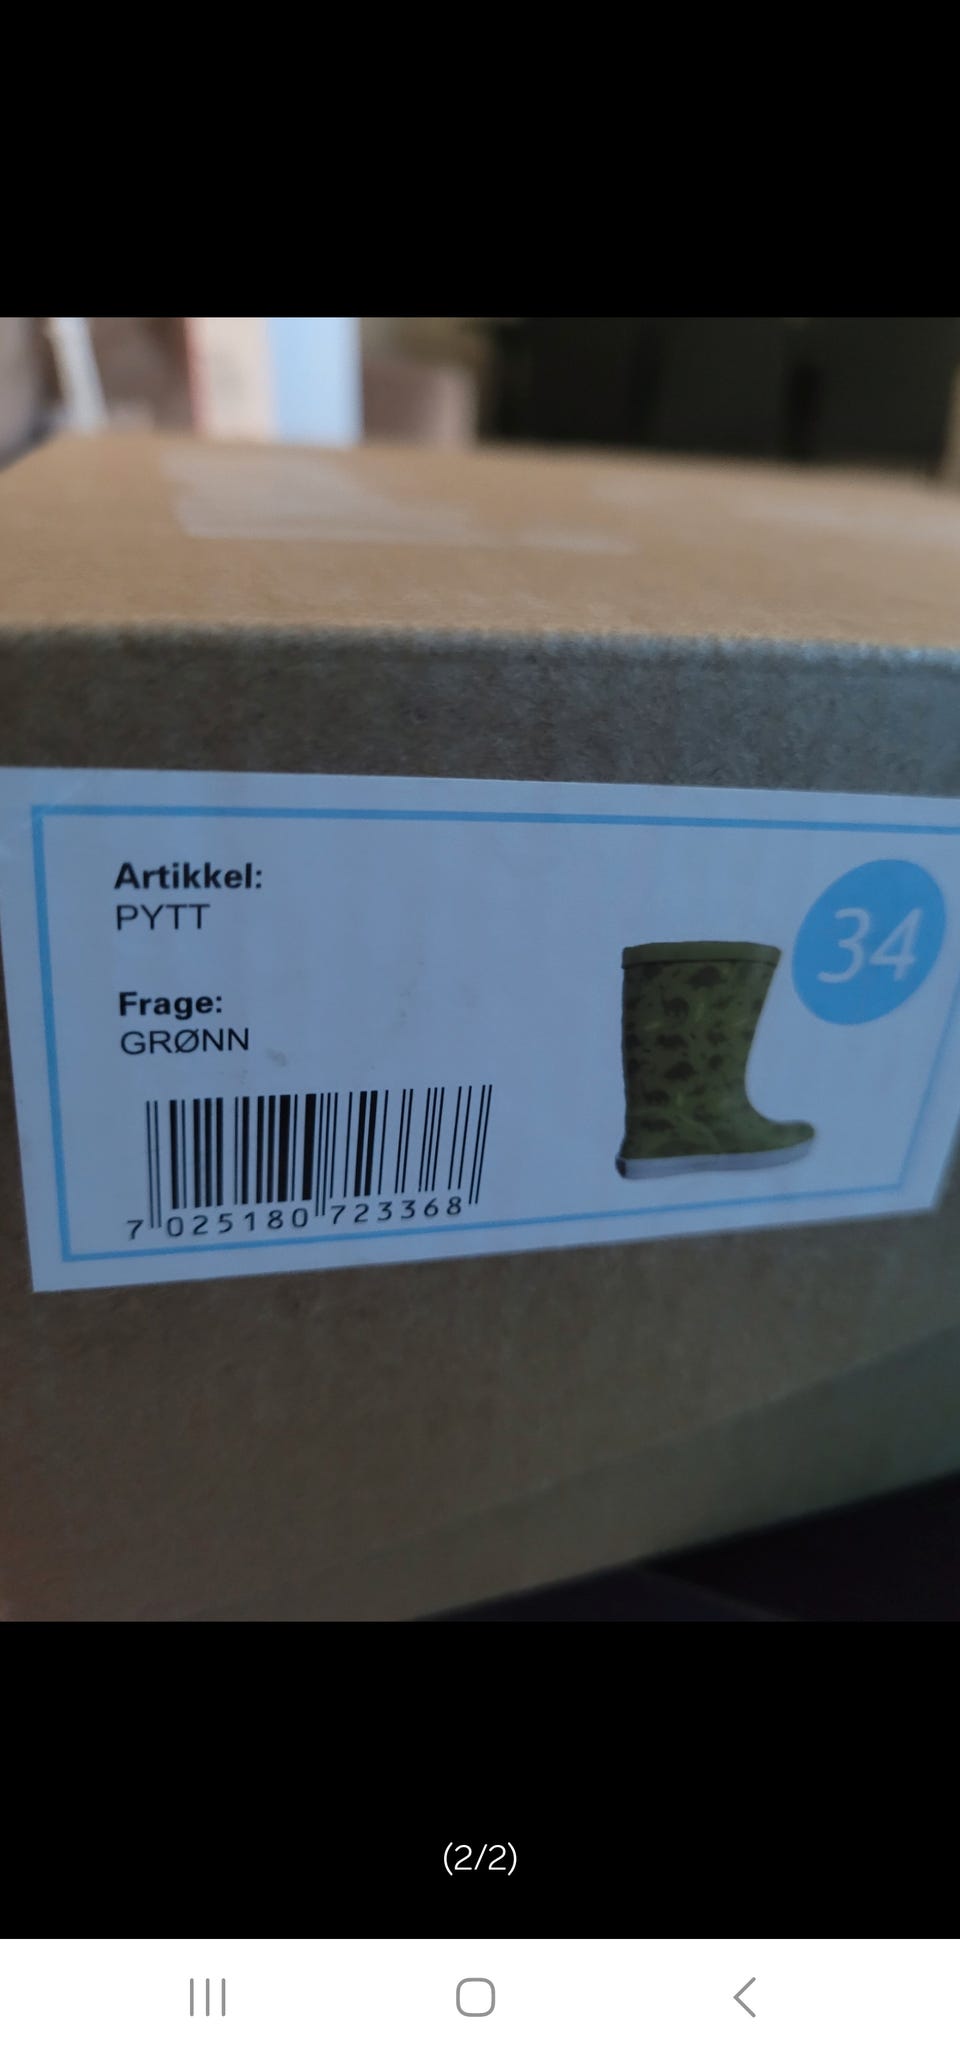 Artikkel:
PYTT
34
Frage:
GRØNN
7 025180 723368
(2/2)